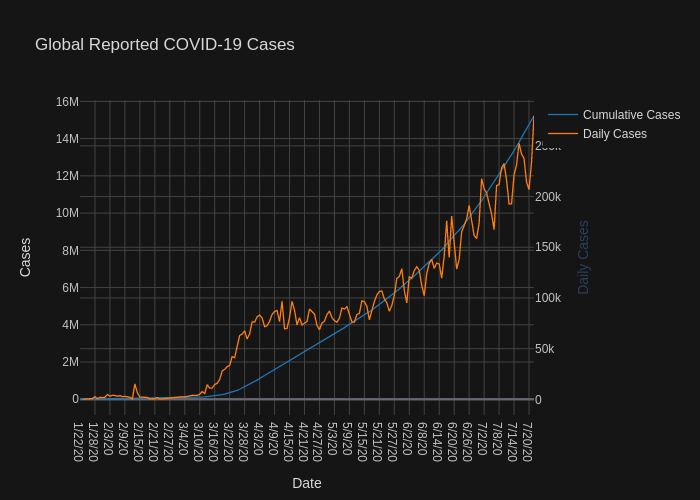 Global Reported COVID-19 Cases
Cumulative Cases
Daily Cases
16M
14M
12M
10M
8M
6M
4M
2M
0
Cases
200k
150k
100k
50k
0
Daily Cases
1/22/20
1/28/20
2/3/20
2/9/20
2/15/20
2/21/20
2/27/20
3/4/20
3/10/20
3/16/20
3/22/20
3/28/20
4/3/20
4/9/20
4/15/20
4/21/20
4/27/20
5/3/20
5/9/20
5/15/20
5/21/20
5/27/20
6/2/20
6/8/20
6/14/20
6/20/20
6/26/20
7/2/20
7/8/20
7/14/20
7/20/20
Date